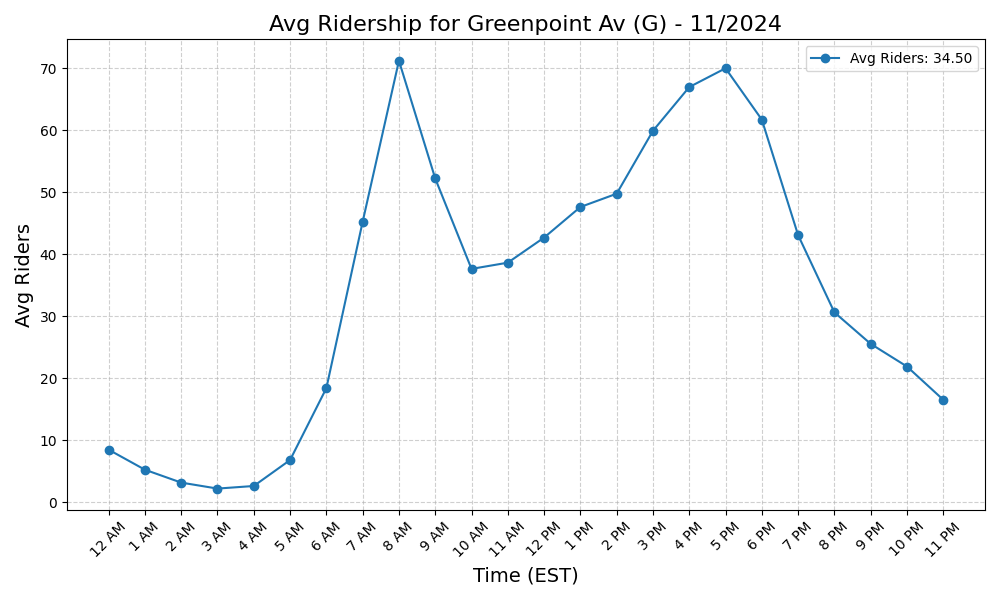 Avg Ridership for Greenpoint Av (G) - 11/2024
Avg Riders: 34.50
Avg Riders
70
60
50
40
30
20
10
0
12 AM
1 AM
2 AM
3 AM
4 AM
5 AM
6 AM
7 AM
8 AM
9 AM
10 AM
11 AM
12 PM
1 PM
2 PM
3 PM
4 PM
5 PM
6 PM
7 PM
8 PM
9 PM
10 PM
11 PM
Time (EST)